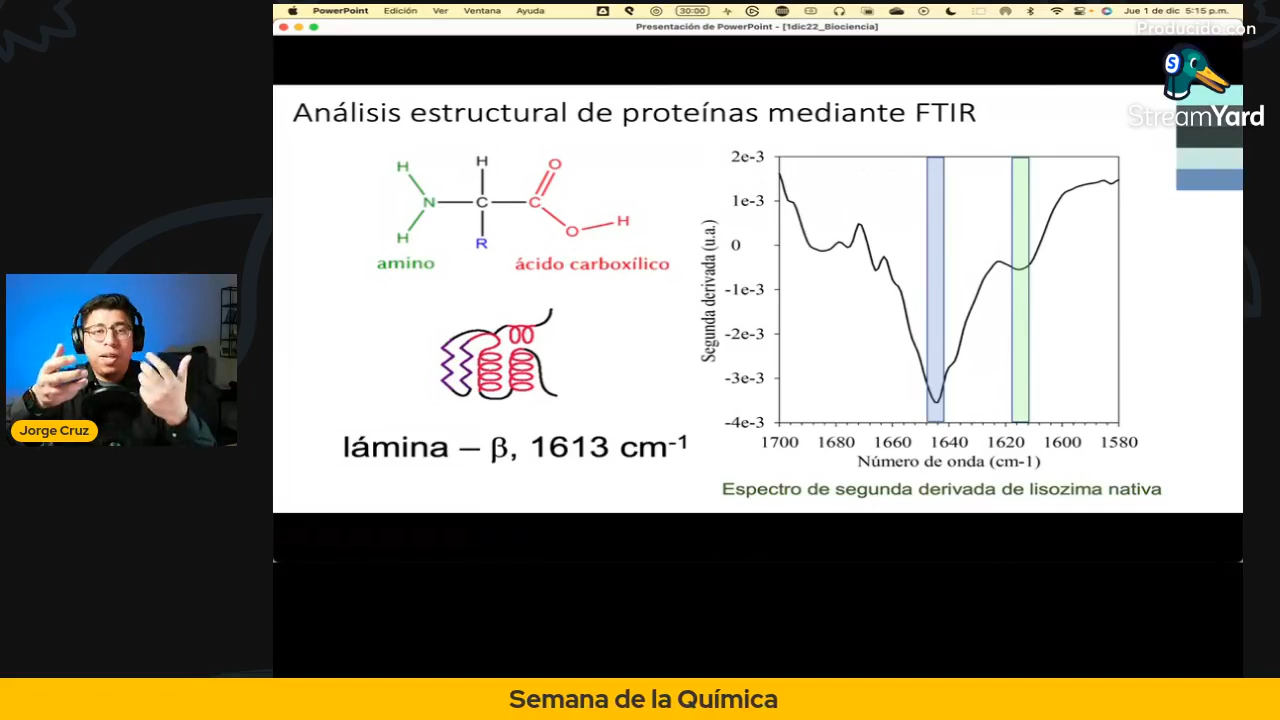 PowerPoint Edición Ver Ventana Ayuda
30:00
Jue 1 de dic 5:15 p.m.
Presentación de PowerPoint - [1dic22_Biociencia]
Producido con
S
StreamYard
Análisis estructural de proteínas mediante FTIR
H H O
N C C
H R O H
amino ácido carboxílico
lámina – β, 1613 cm-1
Segunda derivada (u.a.)
2e-3
1e-3
0
-1e-3
-2e-3
-3e-3
-4e-3
1700 1680 1660 1640 1620 1600 1580
Número de onda (cm-1)
Espectro de segunda derivada de lisozima nativa
Jorge Cruz
Semana de la Química